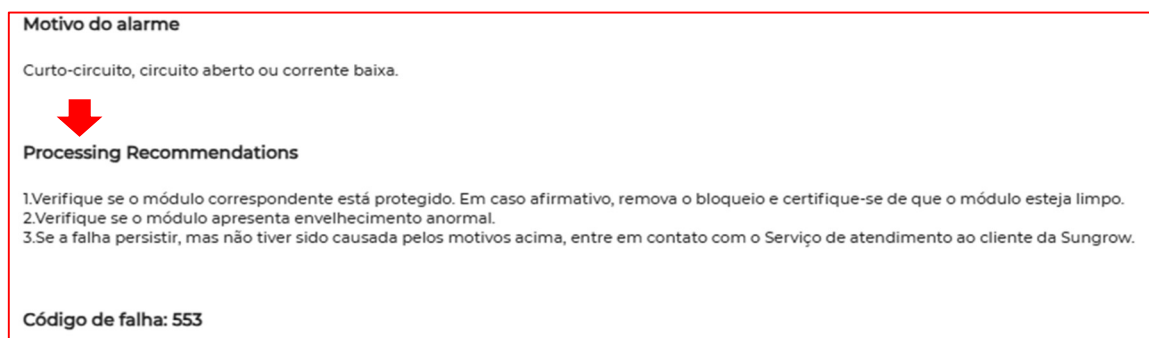 Motivo do alarme
Curto-circuito, circuito aberto ou corrente baixa.
Processing Recommendations
1.Verifique se o módulo correspondente está protegido. Em caso afirmativo, remova o bloqueio e certifique-se de que o módulo esteja limpo.
2.Verifique se o módulo apresenta envelhecimento anormal.
3.Se a falha persistir, mas não tiver sido causada pelos motivos acima, entre em contato com o Serviço de atendimento ao cliente da Sungrow.
Código de falha: 553